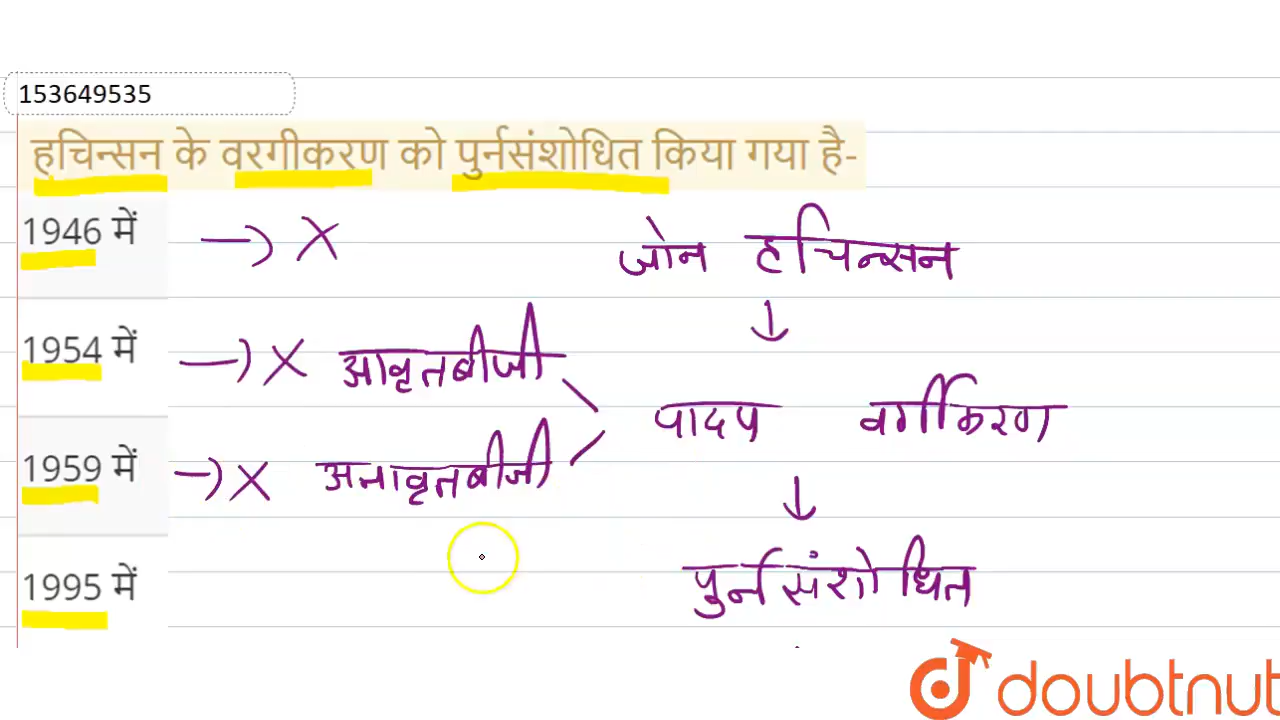 153649535
हचिन्सन के वरगीकरण को पुर्नसंशोधित किया गया है-
1946 में → X
जोन हचिन्सन
↓
1954 में → X आवृतबीजी
पादप वर्गीकरण
1959 में → X अनावृतबीजी
↓
1995 में
पुर्नसंशोधित
doubtnut